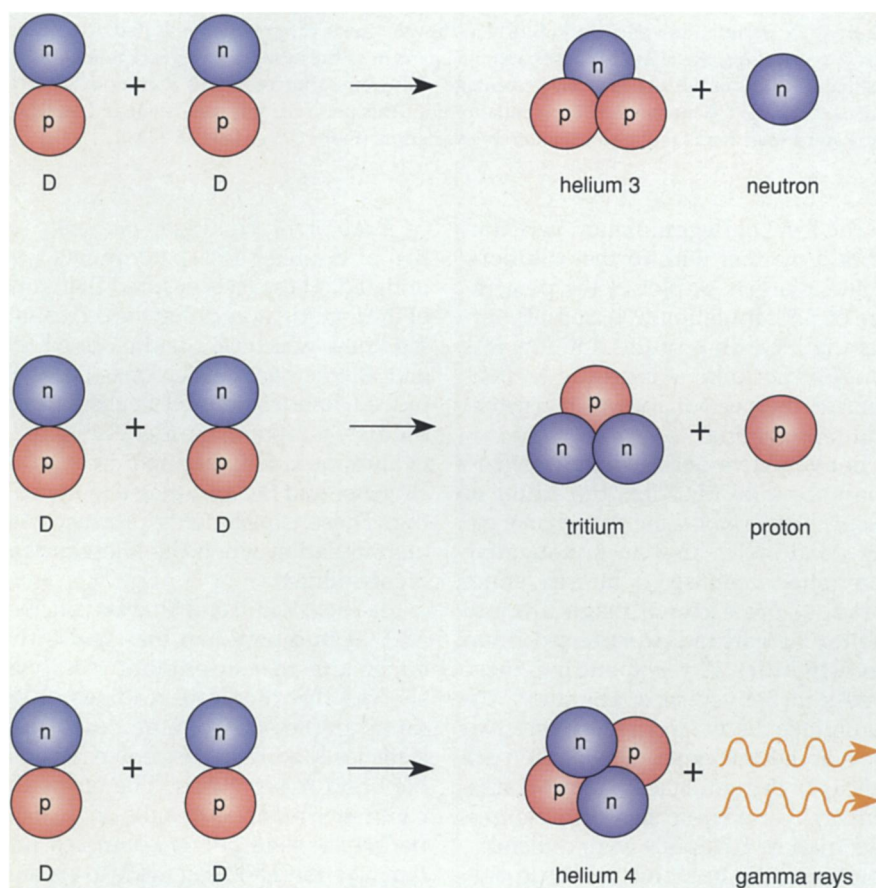 n n n
+ → + n
p p p p
D D helium 3 neutron
n n p
+ → + p
p p n n
D D tritium proton
n n n p
+ → +
p p p n
D D helium 4 gamma rays